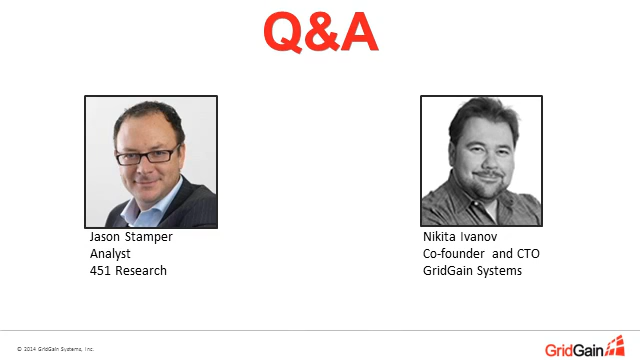 Q&A
Jason Stamper
Analyst
451 Research
Nikita Ivanov
Co-founder and CTO
GridGain Systems
© 2014 GridGain Systems, Inc.
GridGain